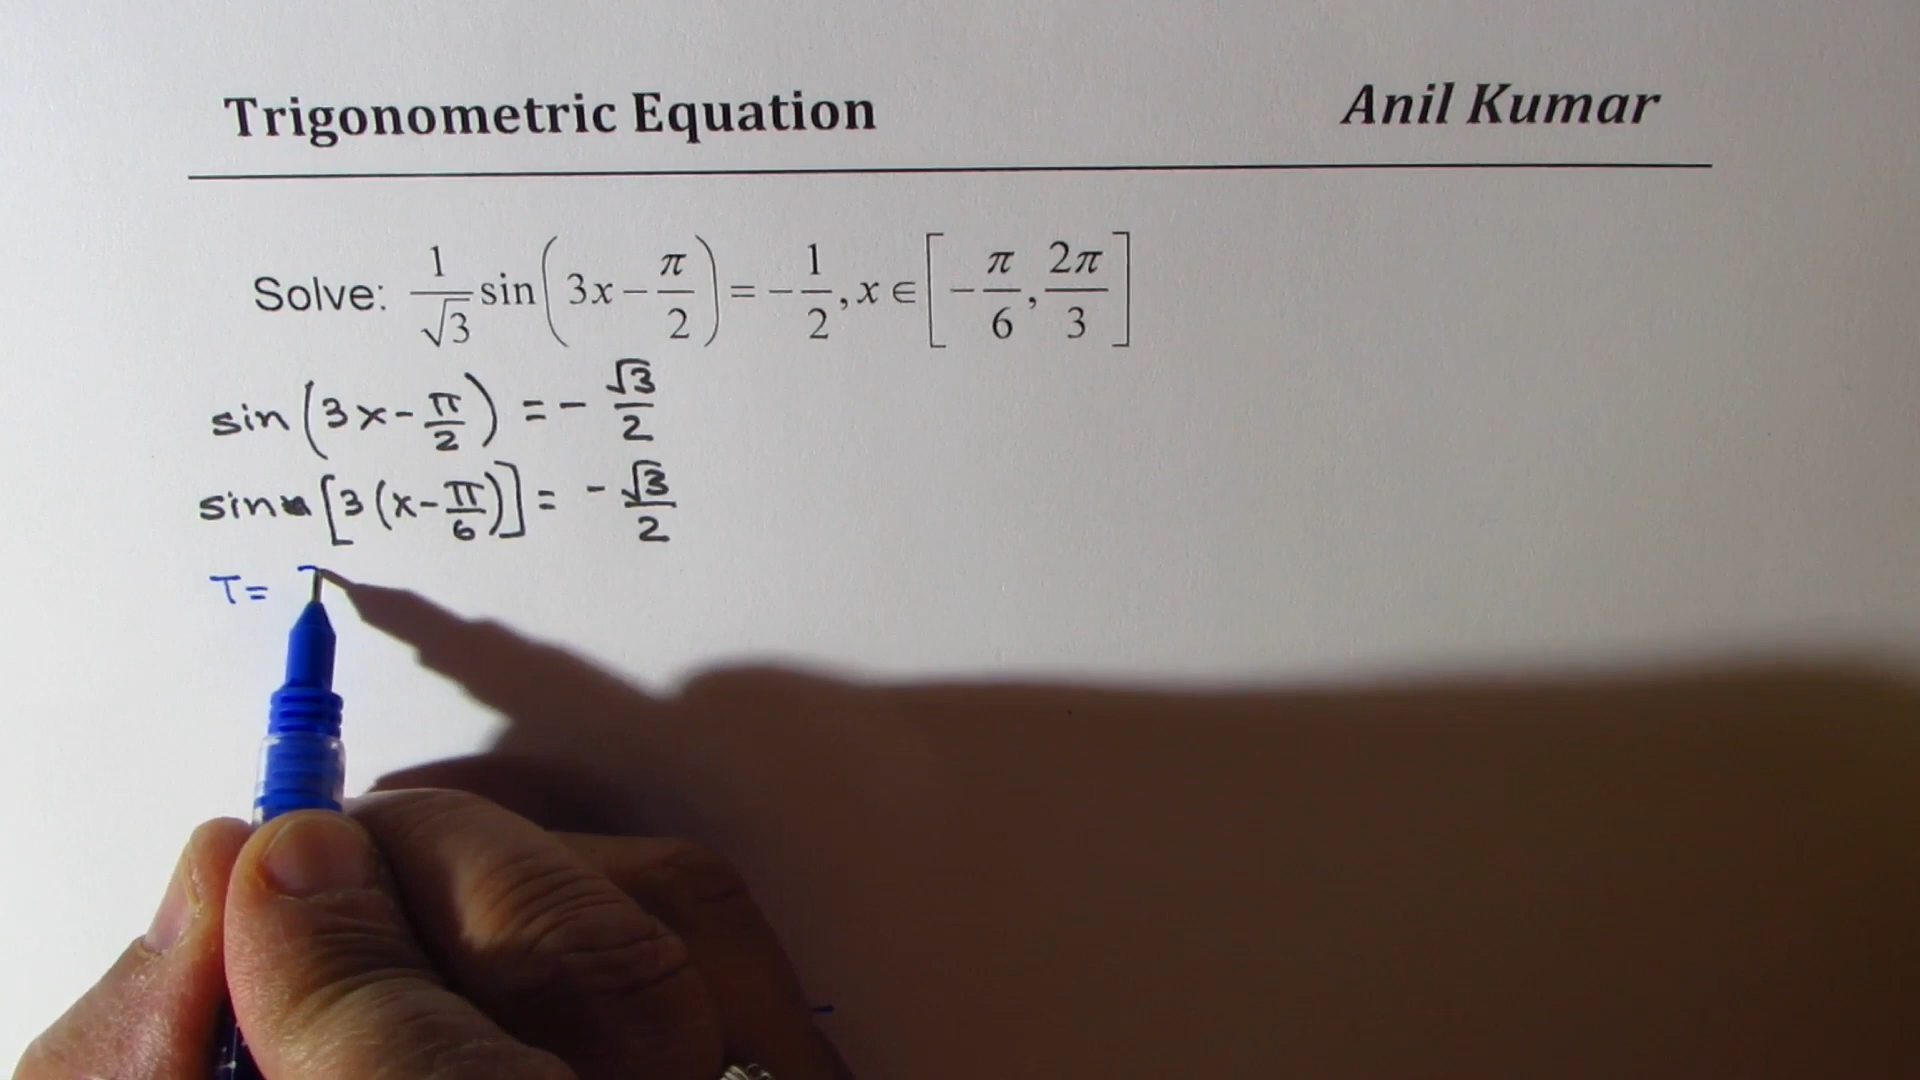 Trigonometric Equation
Anil Kumar
Solve: 1/√3 sin(3x − π/2) = −1/2, x ∈ [−π/6, 2π/3]
sin(3x − π/2) = − √3/2
sin [3(x − π/6)] = − √3/2
T =